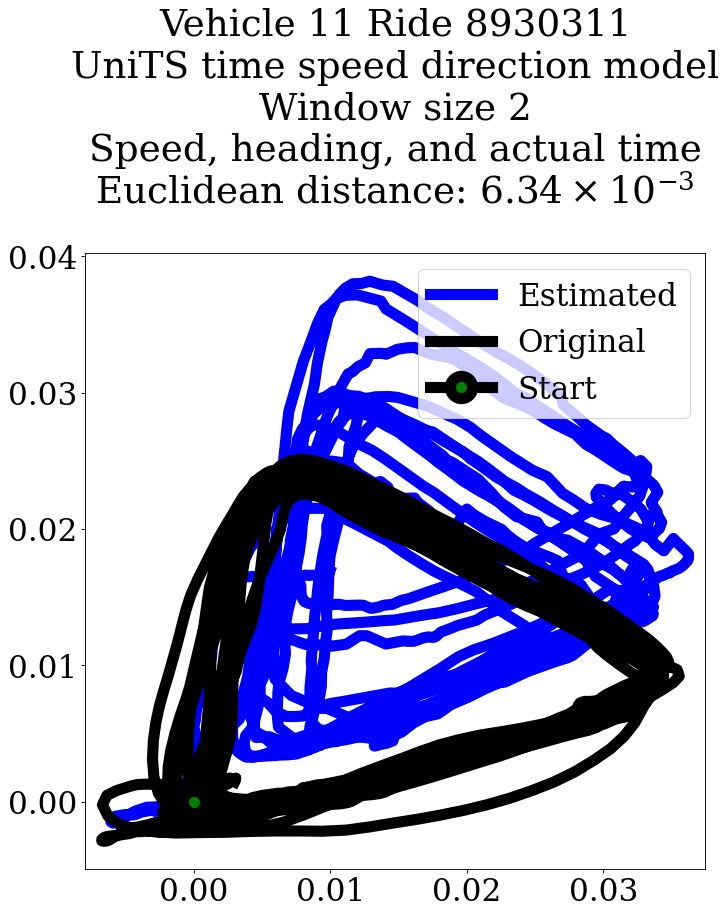 Vehicle 11 Ride 8930311
UniTS time speed direction model
Window size 2
Speed, heading, and actual time
Euclidean distance: 6.34 × 10⁻³
0.04
Estimated
Original
Start
0.03
0.02
0.01
0.00
0.00 0.01 0.02 0.03